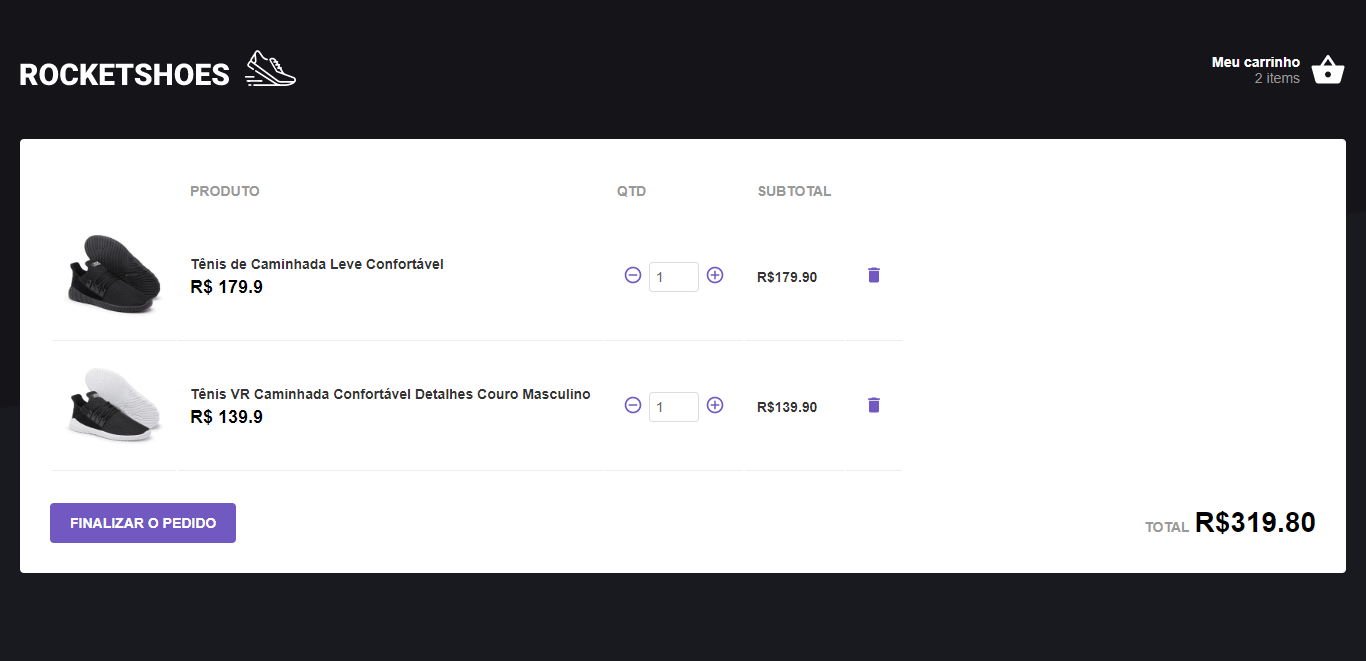 ROCKETSHOES
Meu carrinho
2 items
PRODUTO QTD SUBTOTAL
Tênis de Caminhada Leve Confortável
R$ 179.9
1
R$179.90
Tênis VR Caminhada Confortável Detalhes Couro Masculino
R$ 139.9
1
R$139.90
FINALIZAR O PEDIDO
TOTAL R$319.80